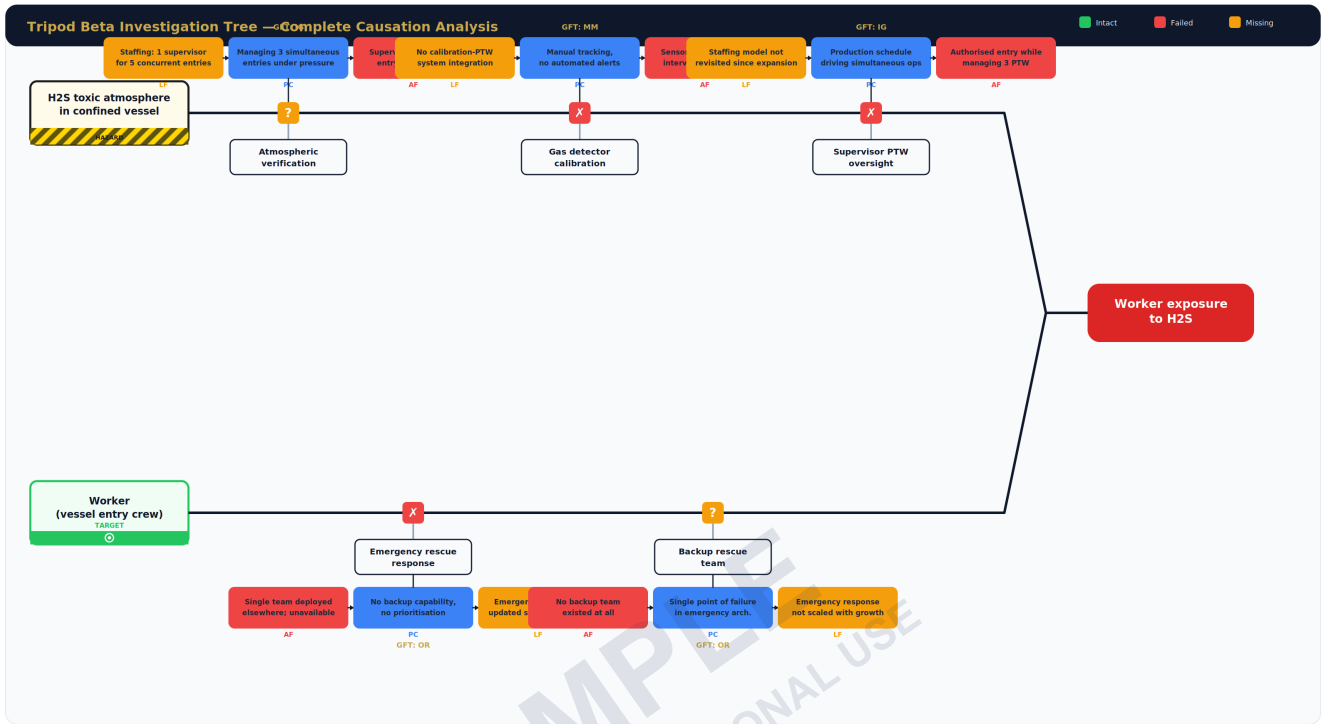 Tripod Beta Investigation Tree — Complete Causation Analysis
Intact
Failed
Missing
GFT: MM
GFT: IG
Staffing: 1 supervisor
for 5 concurrent entries
LF
Managing 3 simultaneous
entries under pressure
PC
AF
No calibration-PTW
system integration
LF
Manual tracking,
no automated alerts
PC
AF
Staffing model not
revisited since expansion
LF
Production schedule
driving simultaneous ops
PC
Authorised entry while
managing 3 PTW
AF
H2S toxic atmosphere
in confined vessel
HAZARD
?
✗
✗
Atmospheric
verification
Gas detector
calibration
Supervisor PTW
oversight
Worker exposure
to H2S
Worker
(vessel entry crew)
TARGET
✗
?
Emergency rescue
response
Backup rescue
team
Single team deployed
elsewhere; unavailable
AF
No backup capability,
no prioritisation
PC
GFT: OR
LF
No backup team
existed at all
AF
Single point of failure
in emergency arch.
PC
GFT: OR
Emergency response
not scaled with growth
LF